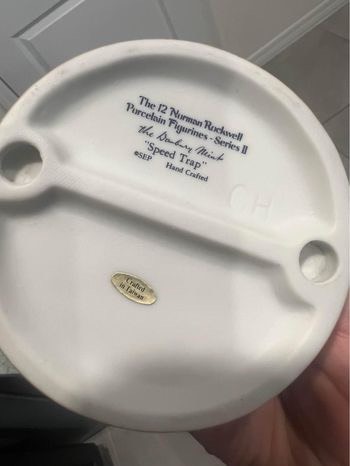 The 12 Norman Rockwell
Porcelain Figurines - Series II
The Danbury Mint
"Speed Trap"
©SEP Hand Crafted
CH
Crafted
in Taiwan